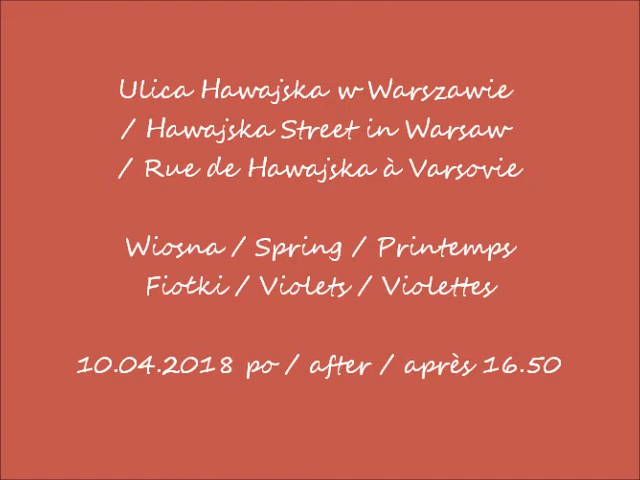 Ulica Hawajska w Warszawie
/ Hawajska Street in Warsaw
/ Rue de Hawajska à Varsovie
Wiosna / Spring / Printemps
Fiołki / Violets / Violettes
10.04.2018 po / after / après 16.50